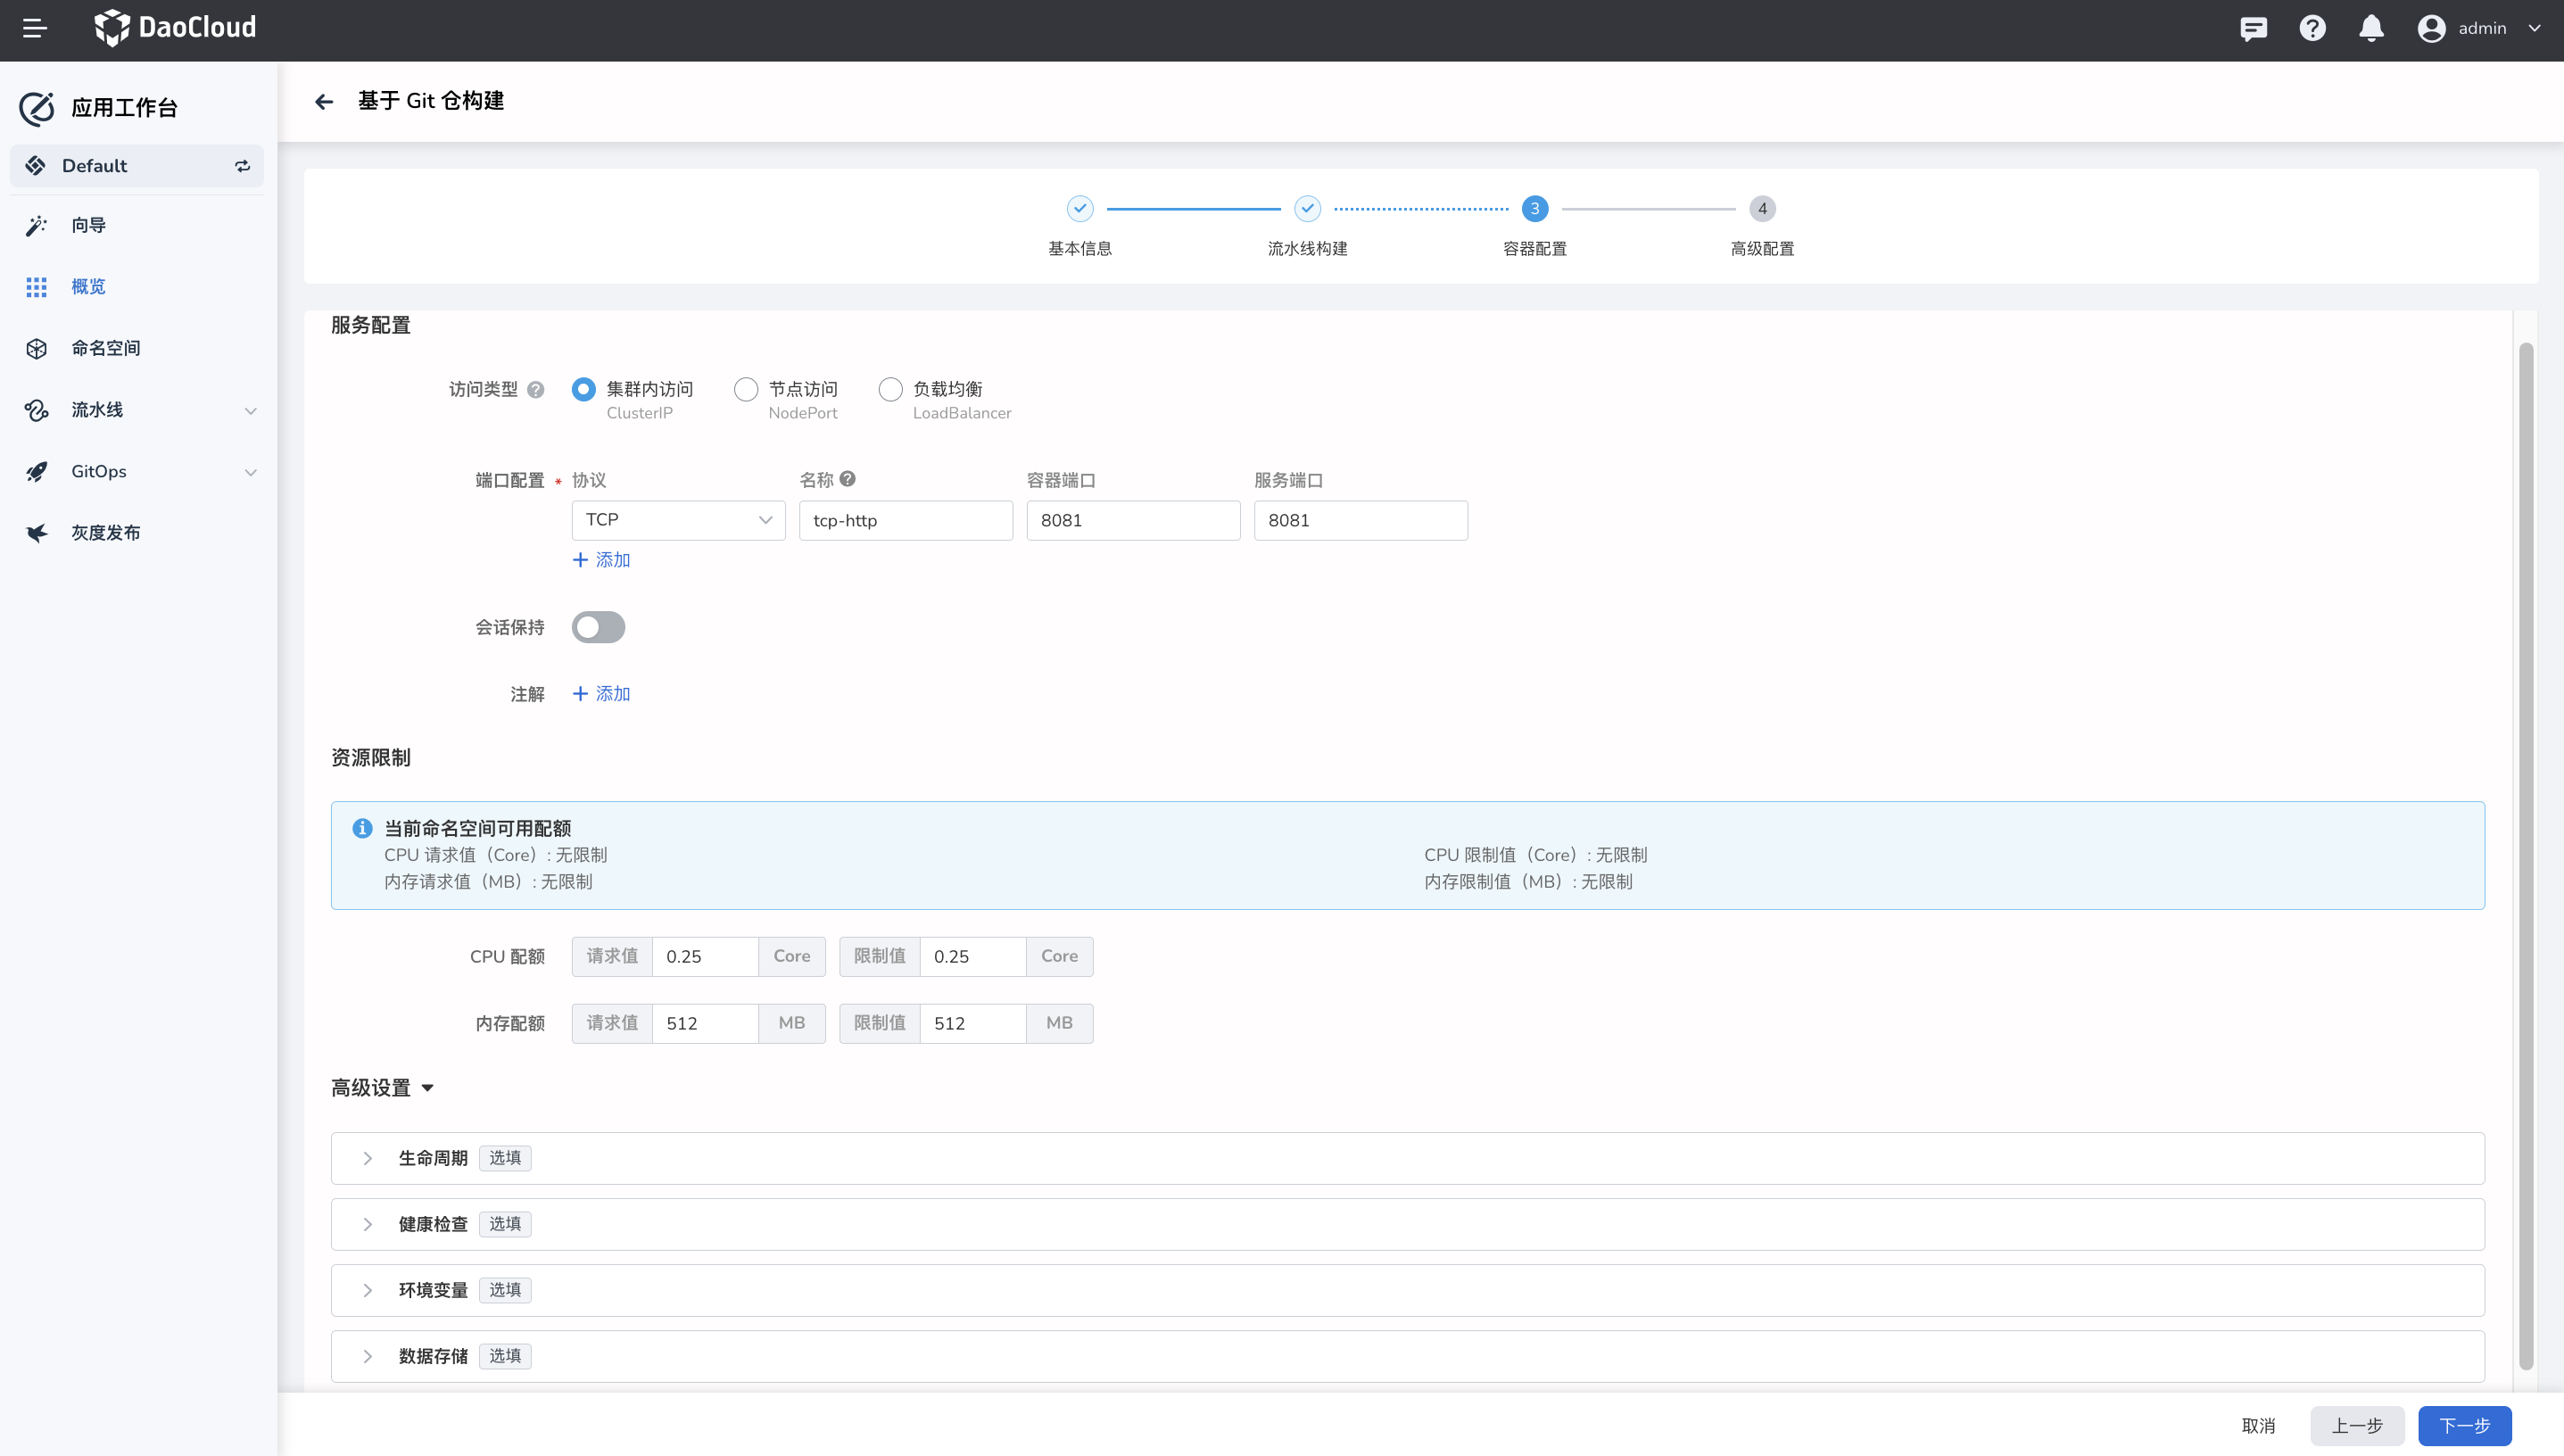 DaoCloud
admin
应用工作台
Default
向导
概览
命名空间
流水线
GitOps
灰度发布
基于 Git 仓构建
3
4
基本信息
流水线构建
容器配置
高级配置
服务配置
访问类型
集群内访问
ClusterIP
节点访问
NodePort
负载均衡
LoadBalancer
端口配置 *
协议
名称
容器端口
服务端口
TCP
tcp-http
8081
8081
添加
会话保持
注解
添加
资源限制
当前命名空间可用配额
CPU 请求值（Core）: 无限制
CPU 限制值（Core）: 无限制
内存请求值（MB）: 无限制
内存限制值（MB）: 无限制
CPU 配额
请求值 0.25 Core
限制值 0.25 Core
内存配额
请求值 512 MB
限制值 512 MB
高级设置
生命周期 选填
健康检查 选填
环境变量 选填
数据存储 选填
取消
上一步
下一步